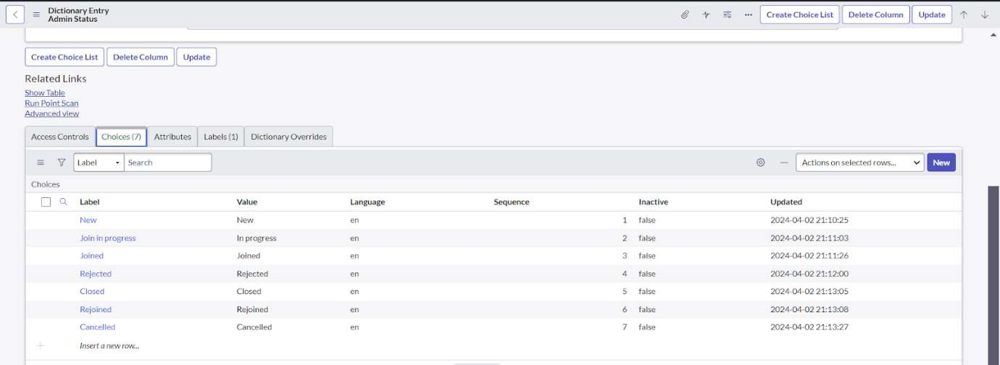 Dictionary Entry
Admin Status
Create Choice List Delete Column Update
Create Choice List Delete Column Update
Related Links
Show Table
Run Point Scan
Advanced view
Access Controls Choices (7) Attributes Labels (1) Dictionary Overrides
Label Search Actions on selected rows... New
Choices
Label Value Language Sequence Inactive Updated
New New en 1 false 2024-04-02 21:10:25
Join in progress In progress en 2 false 2024-04-02 21:11:03
Joined Joined en 3 false 2024-04-02 21:11:26
Rejected Rejected en 4 false 2024-04-02 21:12:00
Closed Closed en 5 false 2024-04-02 21:13:05
Rejoined Rejoined en 6 false 2024-04-02 21:13:08
Cancelled Cancelled en 7 false 2024-04-02 21:13:27
Insert a new row...